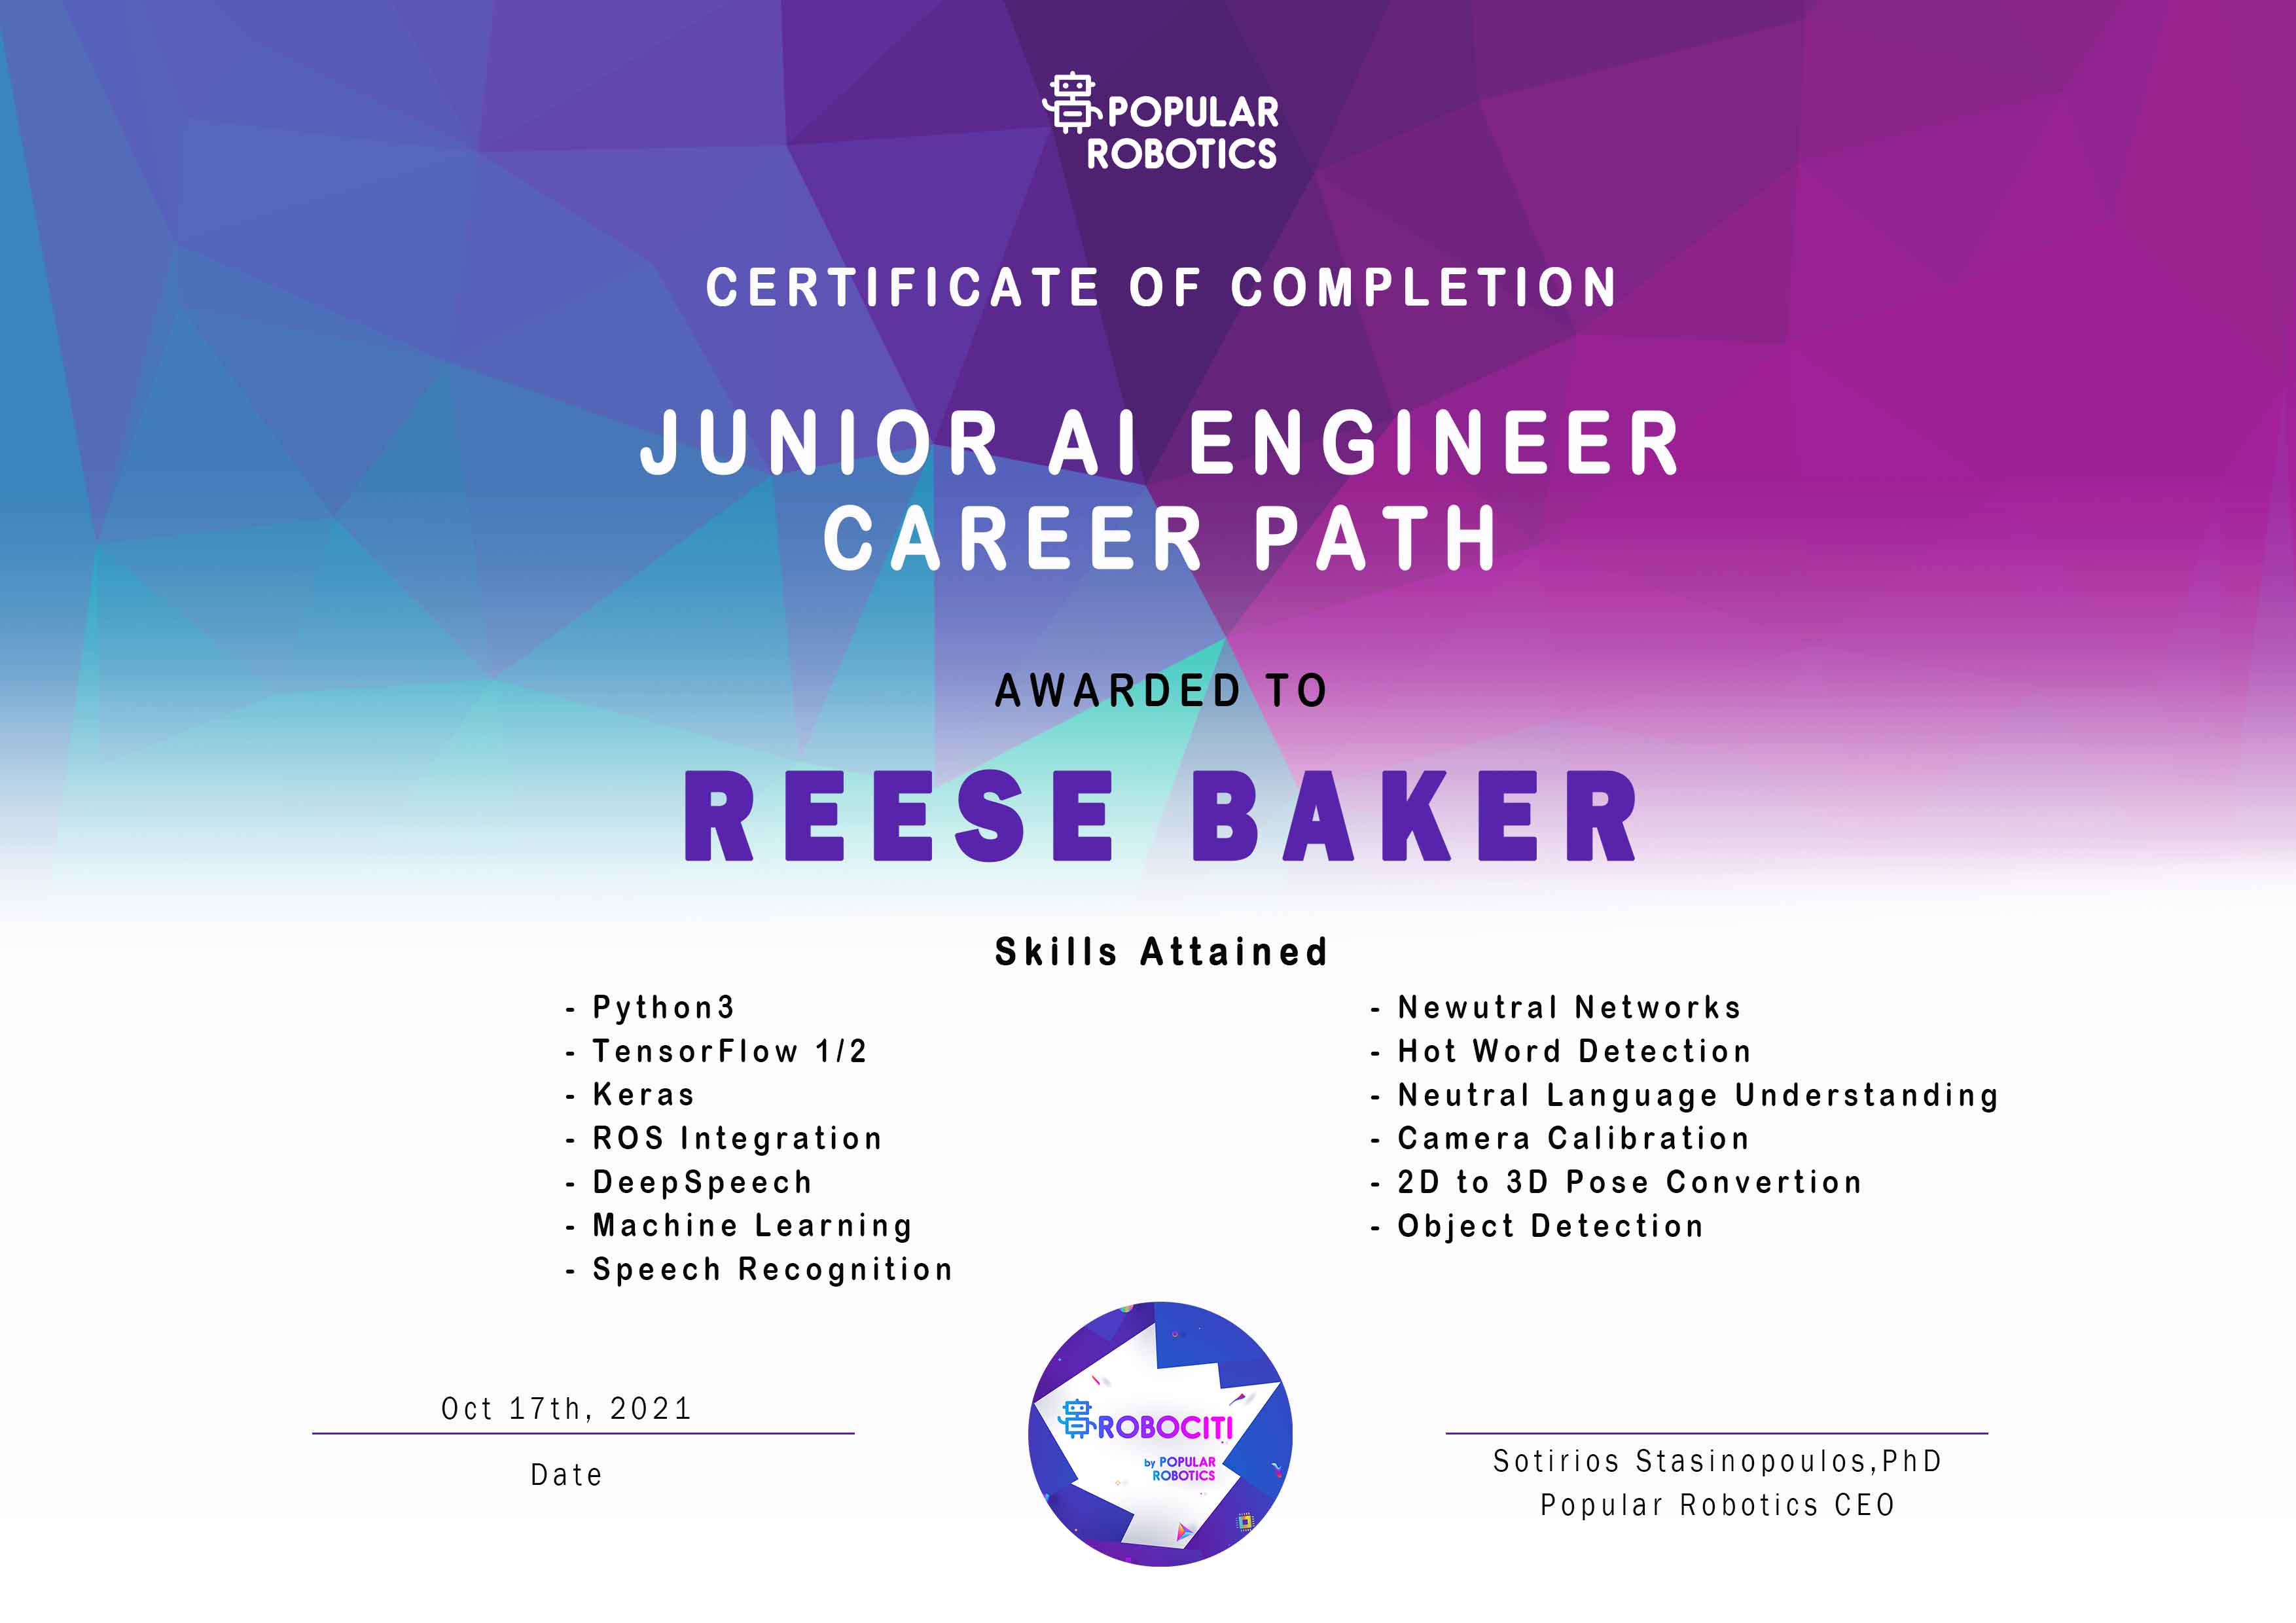 POPULAR
ROBOTICS
CERTIFICATE OF COMPLETION
JUNIOR AI ENGINEER
CAREER PATH
AWARDED TO
REESE BAKER
Skills Attained
- Python3
- TensorFlow 1/2
- Keras
- ROS Integration
- DeepSpeech
- Machine Learning
- Speech Recognition
- Newutral Networks
- Hot Word Detection
- Neutral Language Understanding
- Camera Calibration
- 2D to 3D Pose Convertion
- Object Detection
Oct 17th, 2021
Date
ROBOCITI
by POPULAR
ROBOTICS
Sotirios Stasinopoulos,PhD
Popular Robotics CEO